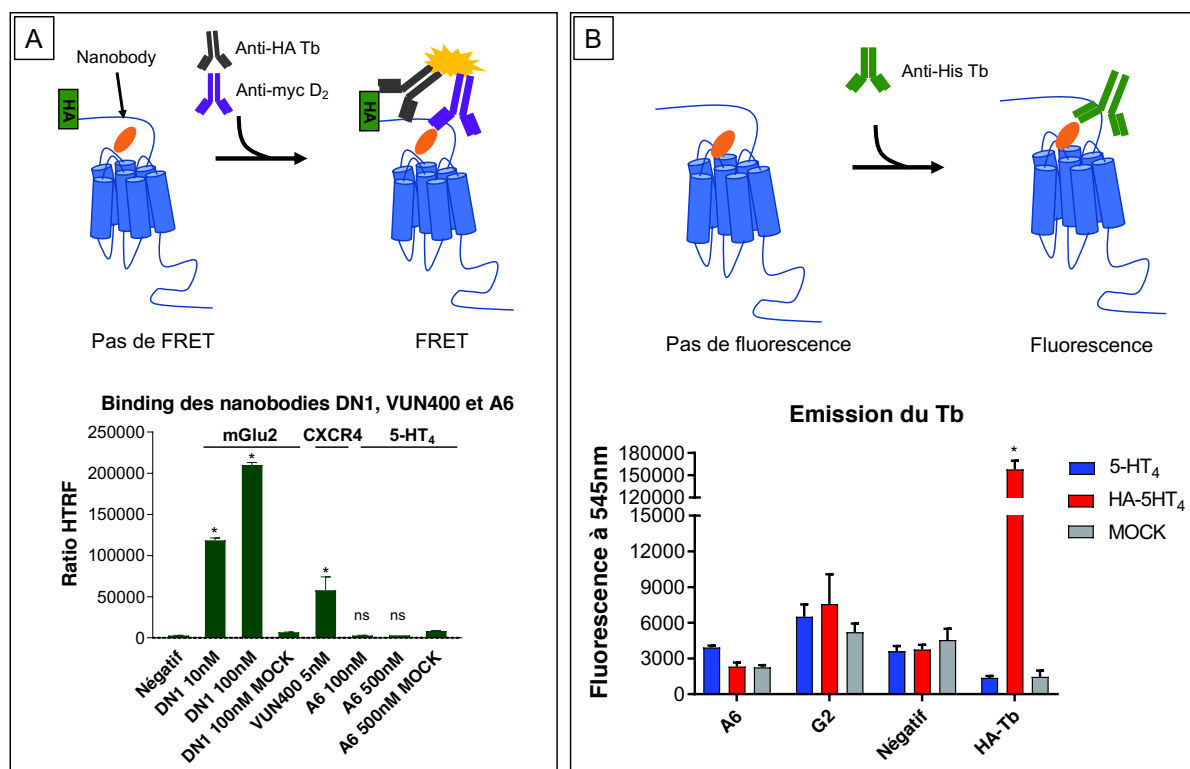 A
Nanobody
HA
Anti-HA Tb
Anti-myc D2
HA
Pas de FRET
FRET
Binding des nanobodies DN1, VUN400 et A6
mGlu2
CXCR4
5-HT4
Ratio HTRF
250000
200000
150000
100000
50000
0
*
*
*
ns
ns
Négatif
DN1 10nM
DN1 100nM
DN1 100nM MOCK
VUN400 5nM
A6 100nM
A6 500nM
A6 500nM MOCK
B
Anti-His Tb
Pas de fluorescence
Fluorescence
Emission du Tb
Fluorescence à 545nm
180000
160000
140000
120000
15000
12000
9000
6000
3000
0
*
A6
G2
Négatif
HA-Tb
5-HT4
HA-5HT4
MOCK